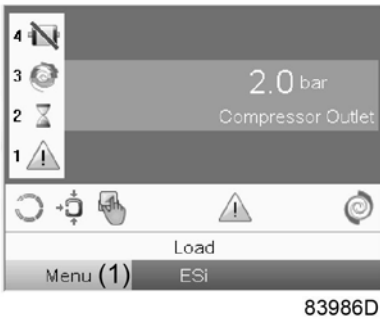 4
3
2.0 bar
2
Compressor Outlet
1
Load
Menu (1) ESi
83986D